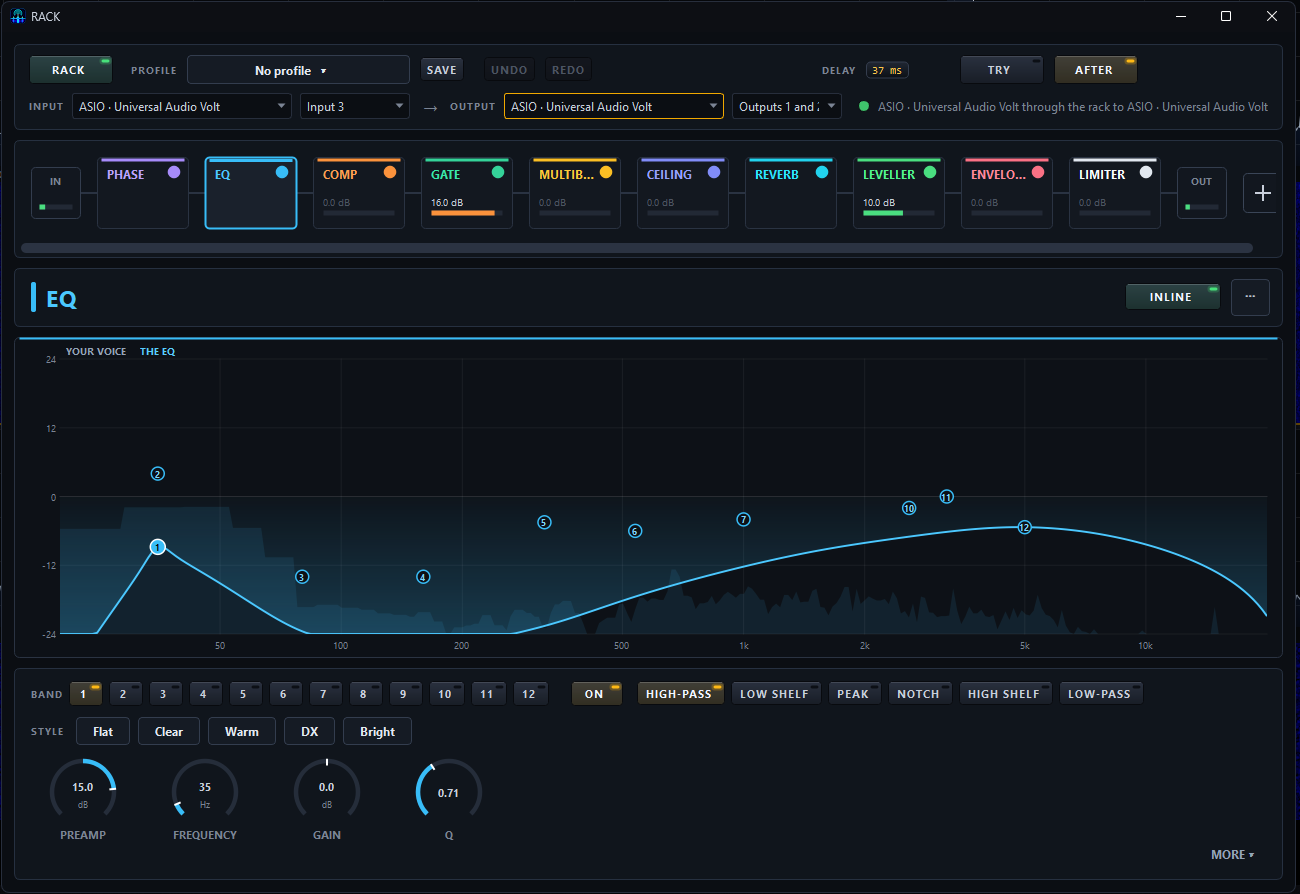 RACK
RACK PROFILE No profile ▾ SAVE UNDO REDO DELAY 37 ms TRY AFTER
INPUT ASIO · Universal Audio Volt Input 3 → OUTPUT ASIO · Universal Audio Volt Outputs 1 and 2 ASIO · Universal Audio Volt through the rack to ASIO · Universal Audio Volt
IN PHASE EQ COMP GATE MULTIB... CEILING REVERB LEVELLER ENVELO... LIMITER OUT +
0.0 dB 16.0 dB 0.0 dB 0.0 dB 10.0 dB 0.0 dB 0.0 dB
EQ INLINE ...
YOUR VOICE THE EQ
24
12
0
-12
-24
2
1
3
4
5
6
7
10
11
12
50 100 200 500 1k 2k 5k 10k
BAND 1 2 3 4 5 6 7 8 9 10 11 12 ON HIGH-PASS LOW SHELF PEAK NOTCH HIGH SHELF LOW-PASS
STYLE Flat Clear Warm DX Bright
15.0 35 0.0 0.71
dB Hz dB
PREAMP FREQUENCY GAIN Q
MORE ▾